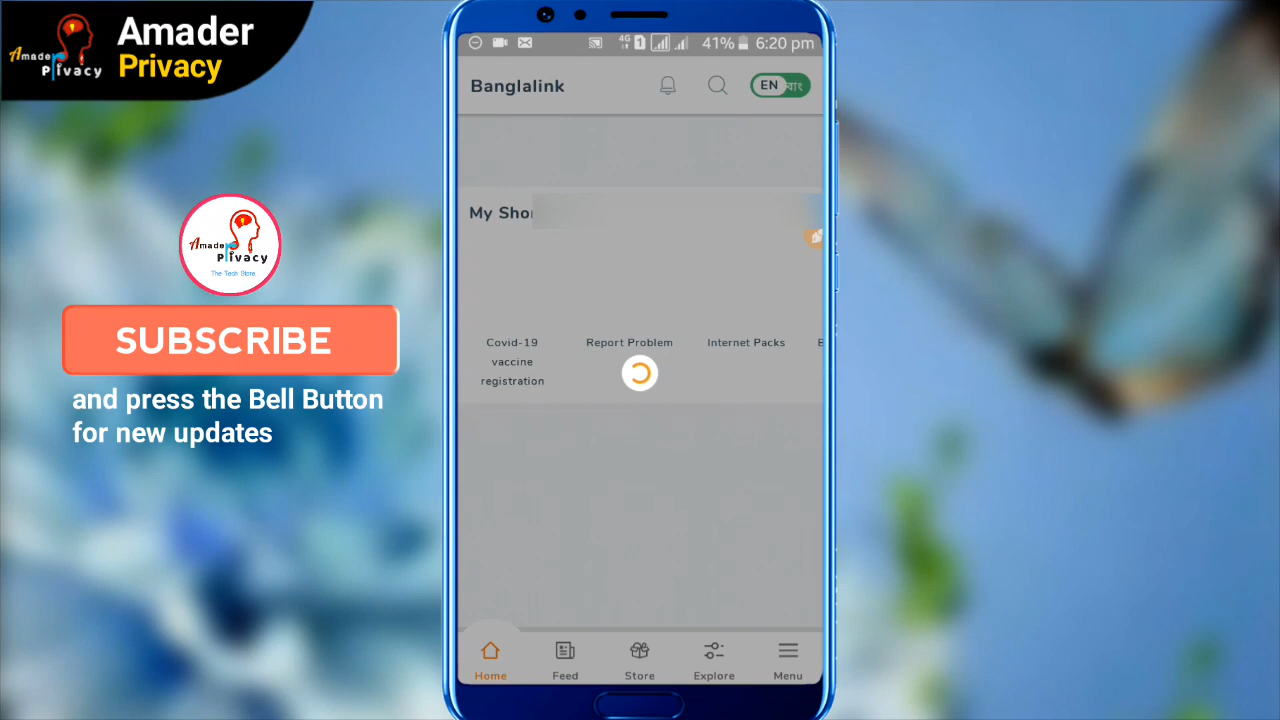 Amader
Privacy
Amader
Privacy
4G 1 41% 6:20 pm
Banglalink
EN বাং
My Sho
Amader
Privacy
The Tech Store
SUBSCRIBE
and press the Bell Button
for new updates
Covid-19
vaccine
registration
Report Problem
Internet Packs
Home
Feed
Store
Explore
Menu